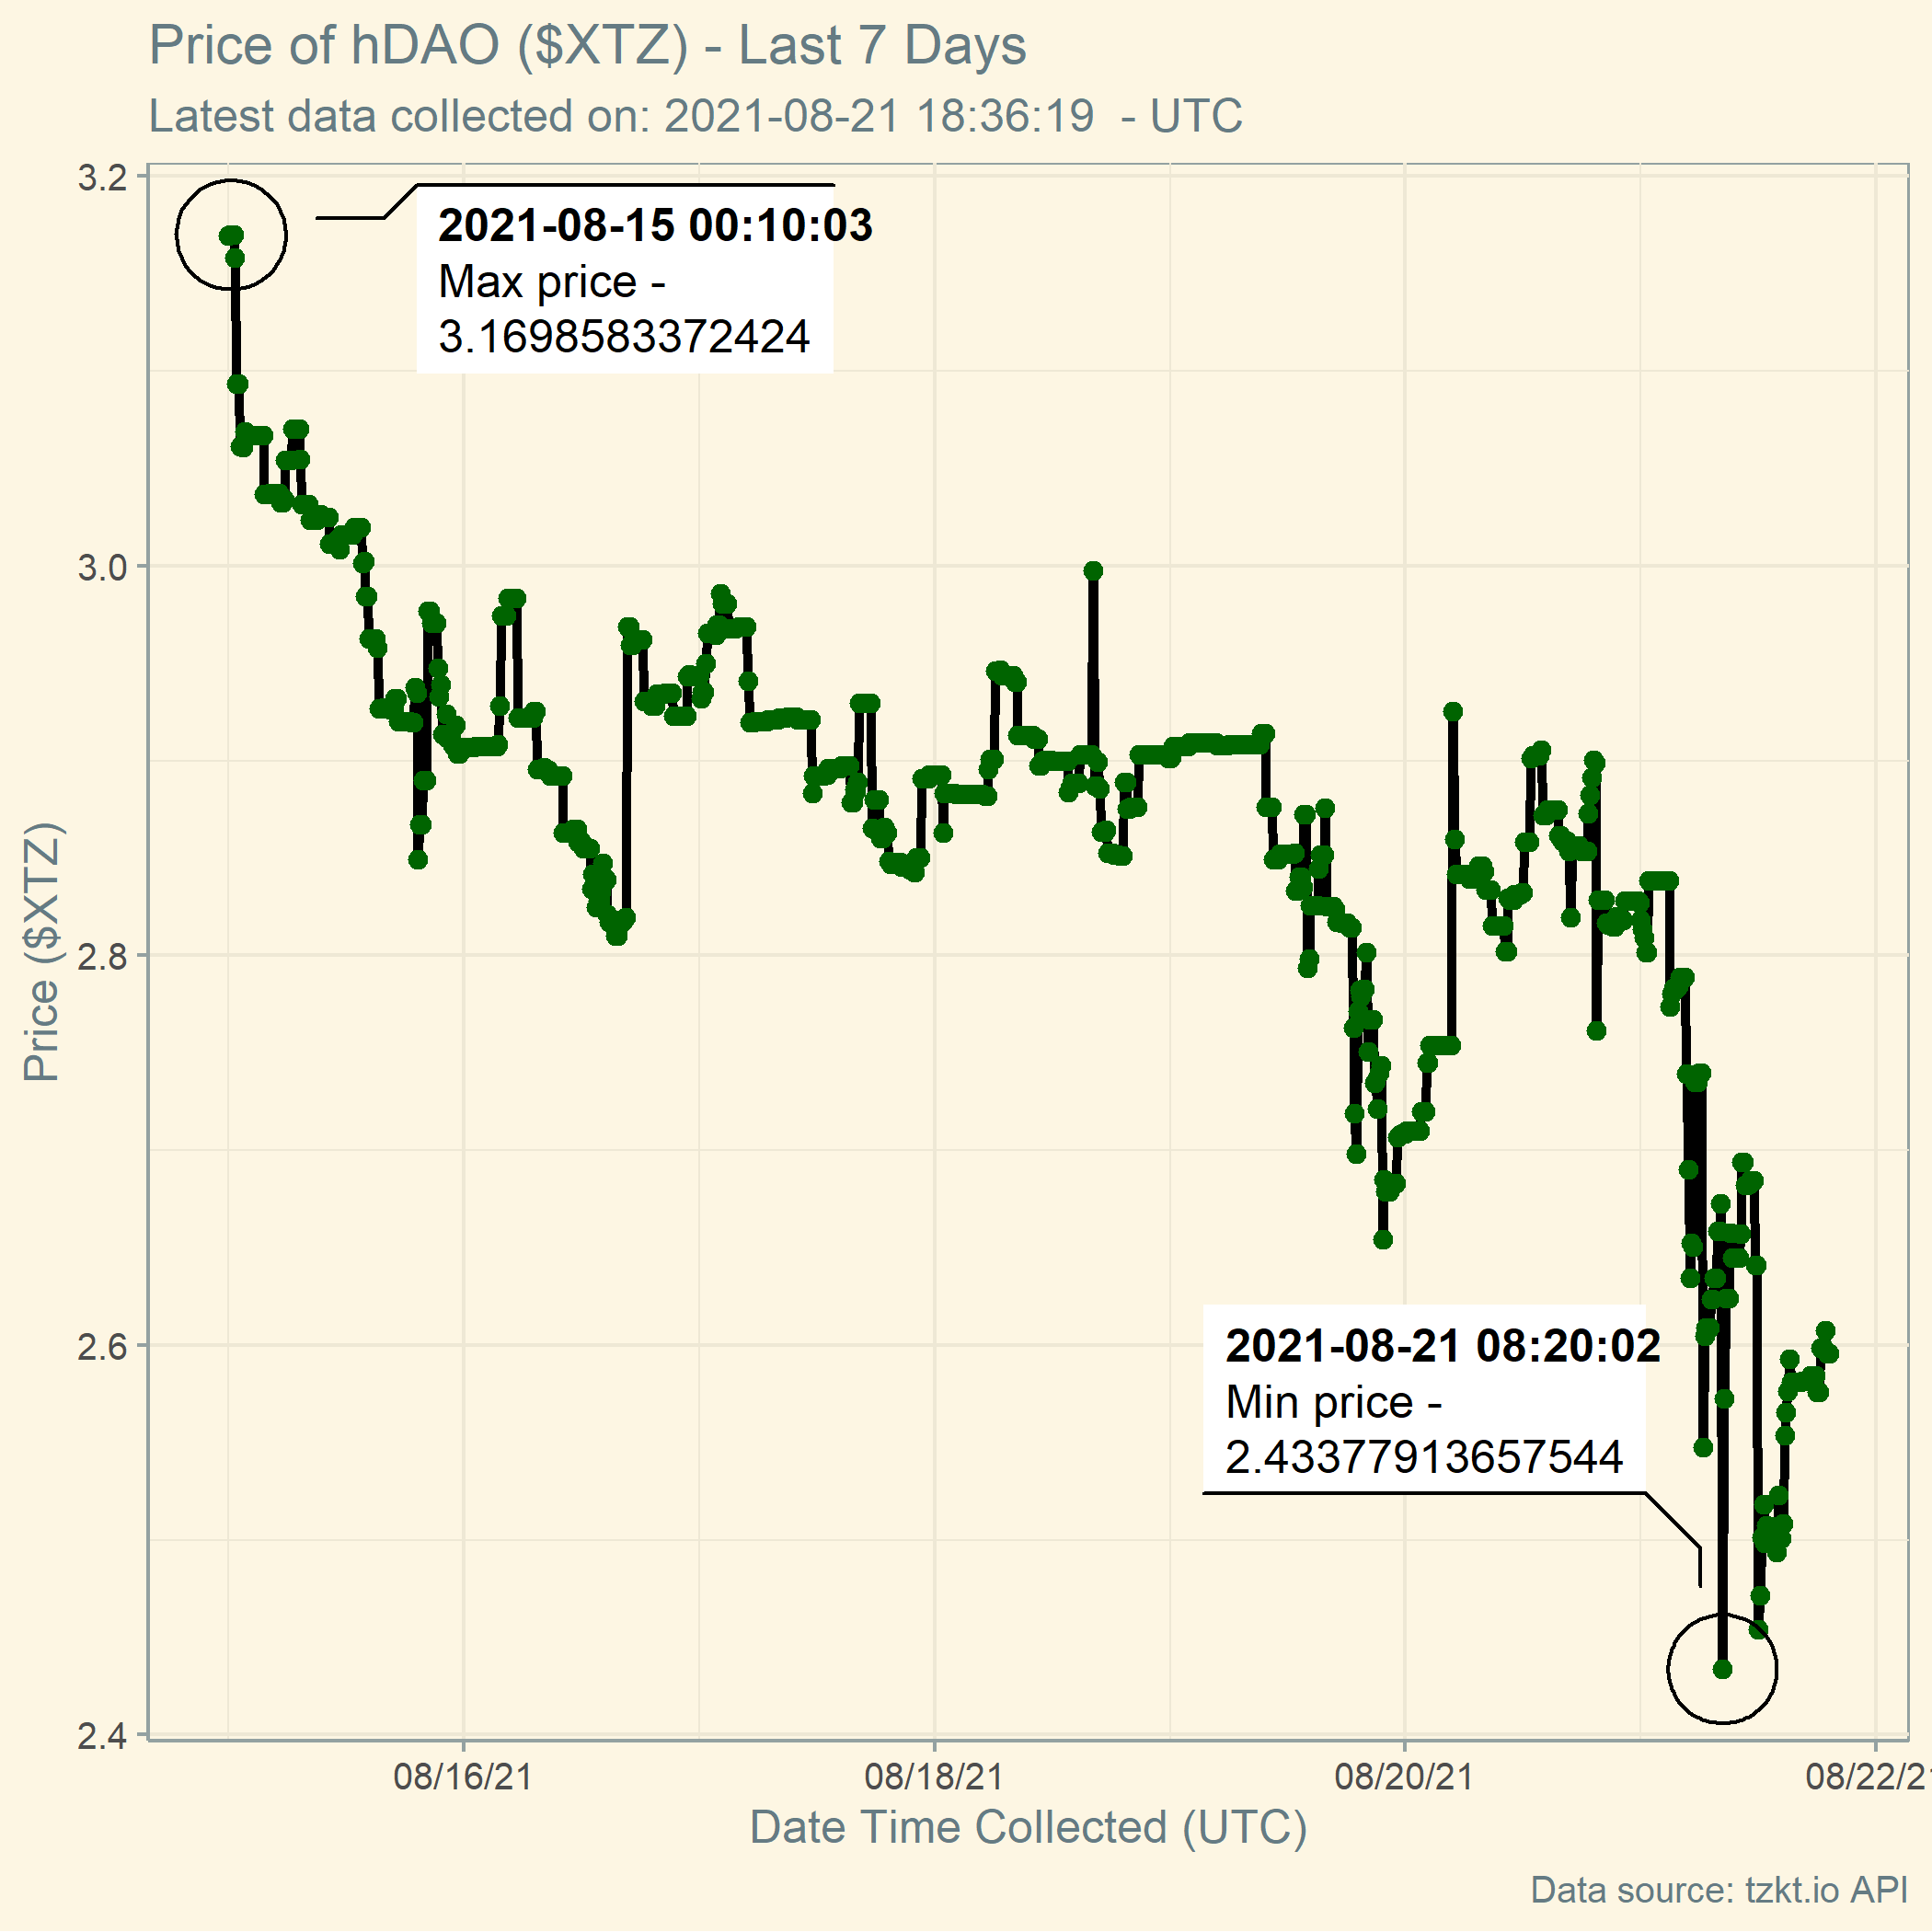 Price of hDAO ($XTZ) - Last 7 Days
Latest data collected on: 2021-08-21 18:36:19  - UTC
3.2
3.0
2.8
2.6
2.4
Price ($XTZ)
2021-08-15 00:10:03
Max price -
3.1698583372424
2021-08-21 08:20:02
Min price -
2.43377913657544
08/16/21
08/18/21
08/20/21
08/22/2
Date Time Collected (UTC)
Data source: tzkt.io API